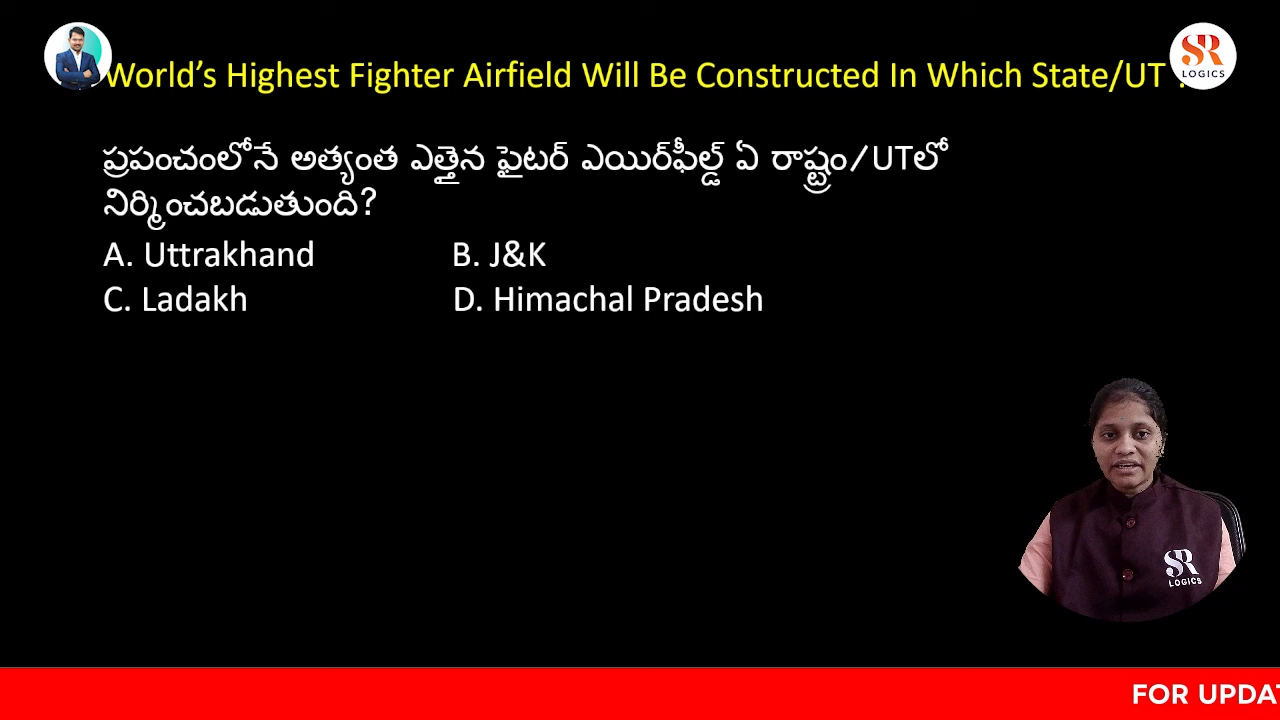 World’s Highest Fighter Airfield Will Be Constructed In Which State/UT ?
ప్రపంచంలోనే అత్యంత ఎత్తైన ఫైటర్ ఎయిర్‌ఫీల్డ్ ఏ రాష్ట్రం/UTలో
నిర్మించబడుతుంది?
A. Uttrakhand B. J&K
C. Ladakh D. Himachal Pradesh
SR
LOGICS
SR
LOGICS
FOR UPDAT